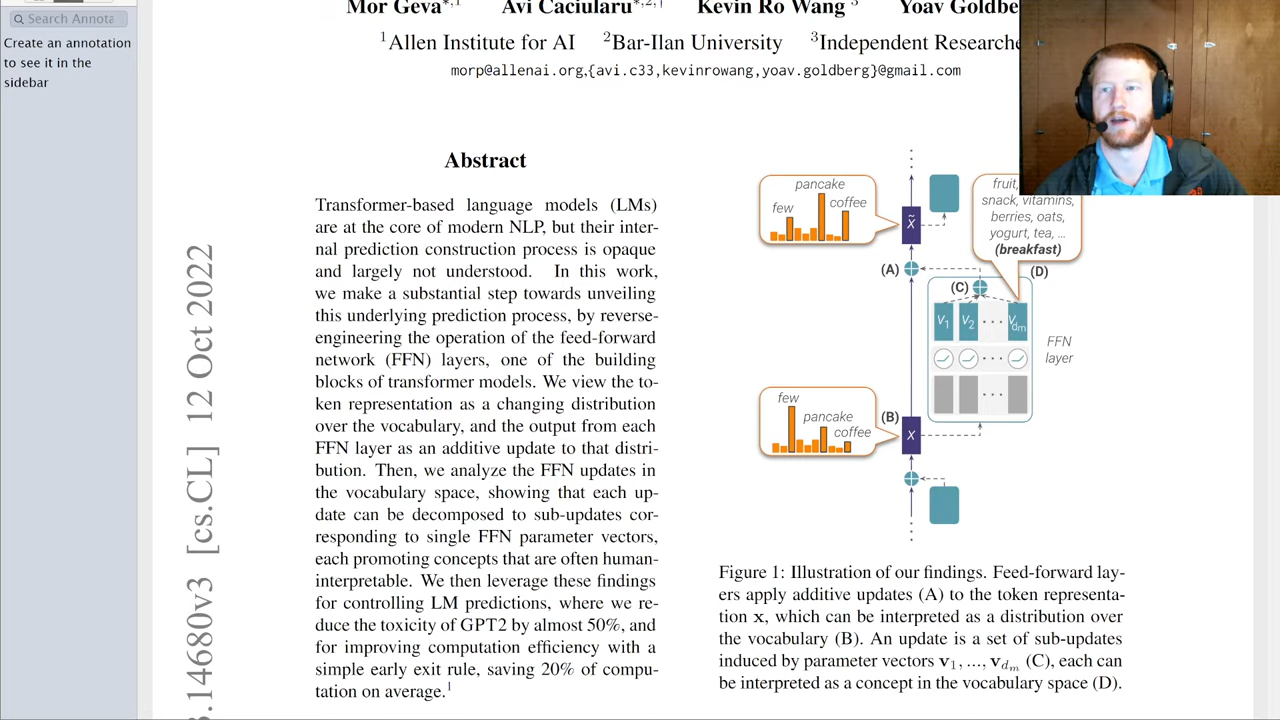 Search Annota
Create an annotation
to see it in the
sidebar
Mor Geva*,1 Avi Caciularu*,2,† Kevin Ro Wang 3 Yoav Goldbe
1Allen Institute for AI 2Bar-Ilan University 3Independent Researche
morp@allenai.org,{avi.c33,kevinrowang,yoav.goldberg}@gmail.com
3.14680v3 [cs.CL] 12 Oct 2022
Abstract
Transformer-based language models (LMs)
are at the core of modern NLP, but their inter-
nal prediction construction process is opaque
and largely not understood. In this work,
we make a substantial step towards unveiling
this underlying prediction process, by reverse-
engineering the operation of the feed-forward
network (FFN) layers, one of the building
blocks of transformer models. We view the to-
ken representation as a changing distribution
over the vocabulary, and the output from each
FFN layer as an additive update to that distri-
bution. Then, we analyze the FFN updates in
the vocabulary space, showing that each up-
date can be decomposed to sub-updates cor-
responding to single FFN parameter vectors,
each promoting concepts that are often human-
interpretable. We then leverage these findings
for controlling LM predictions, where we re-
duce the toxicity of GPT2 by almost 50%, and
for improving computation efficiency with a
simple early exit rule, saving 20% of compu-
tation on average.1
pancake
few coffee
x̃
fruit,
snack, vitamins,
berries, oats,
yogurt, tea, ...
(breakfast)
(A)
(D)
(C)
V1 V2 ... Vdm
FFN
layer
...
...
few
pancake
coffee
(B)
x
Figure 1: Illustration of our findings. Feed-forward lay-
ers apply additive updates (A) to the token representa-
tion x, which can be interpreted as a distribution over
the vocabulary (B). An update is a set of sub-updates
induced by parameter vectors v1, ..., vdm (C), each can
be interpreted as a concept in the vocabulary space (D).